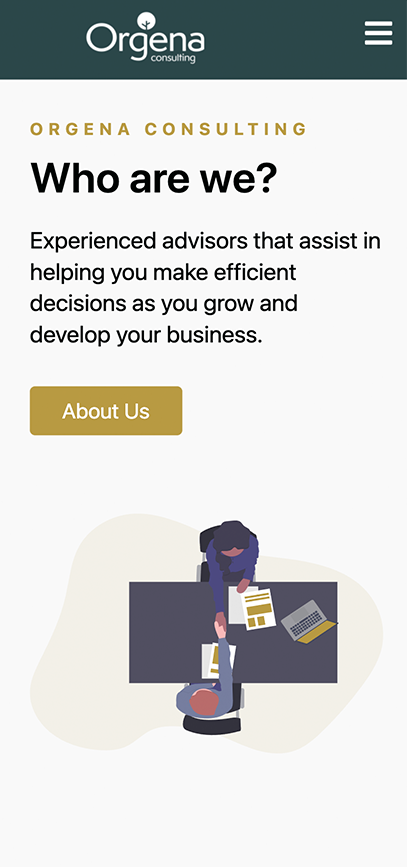 Orgena
consulting
ORGENA CONSULTING
Who are we?
Experienced advisors that assist in
helping you make efficient
decisions as you grow and
develop your business.
About Us